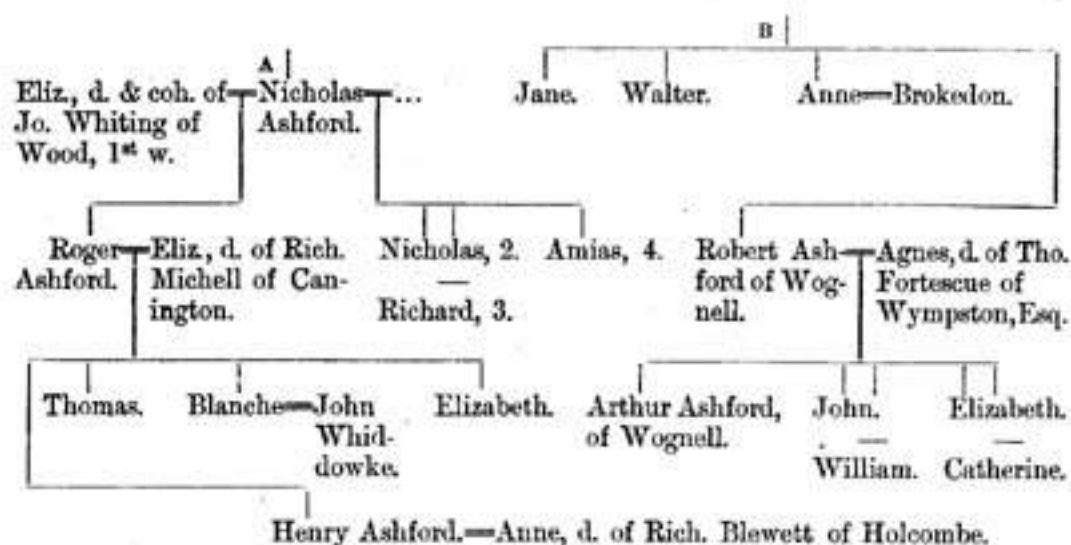 B
A
Eliz., d. & coh. of Nicholas ... Jane. Walter. Anne Brokedon.
Jo. Whiting of Ashford.
Wood, 1st w.
Roger Eliz., d. of Rich. Nicholas, 2. Amias, 4. Robert Ash- Agnes, d. of Tho.
Ashford. Michell of Can- — ford of Wog- Fortescue of
ington. Richard, 3. nell. Wympston, Esq.
Thomas. Blanche John Elizabeth. Arthur Ashford, John. Elizabeth.
Whid- of Wognell. — —
dowke. William. Catherine.
Henry Ashford. Anne, d. of Rich. Blewett of Holcombe.